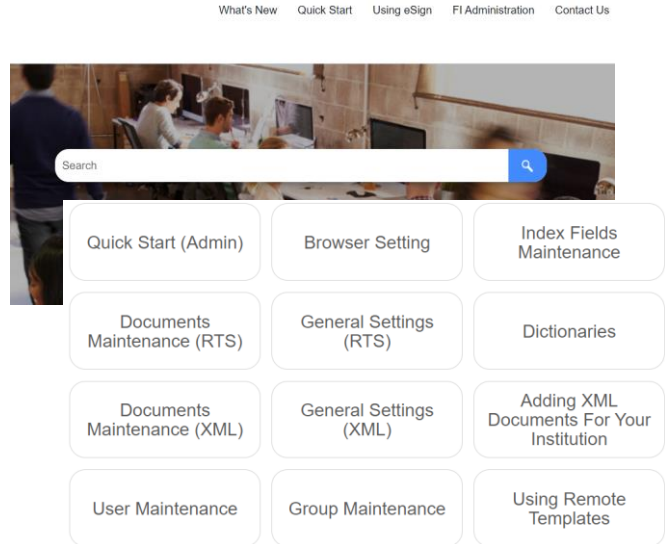 What's New Quick Start Using eSign FI Administration Contact Us
Search
Quick Start (Admin) Browser Setting Index Fields
Maintenance
Documents
Maintenance (RTS) General Settings
(RTS) Dictionaries
Documents
Maintenance (XML) General Settings
(XML) Adding XML
Documents For Your
Institution
User Maintenance Group Maintenance Using Remote
Templates